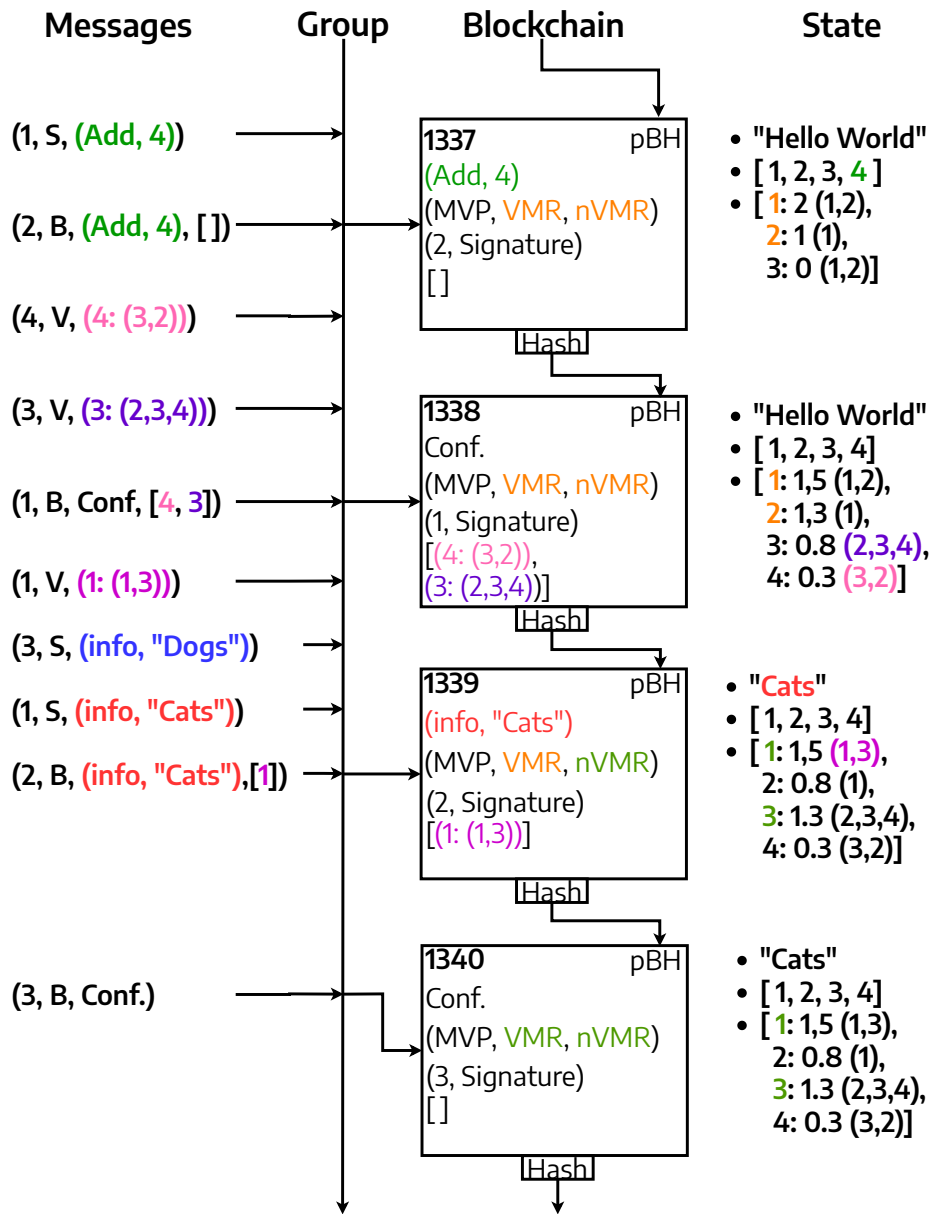 Messages
Group
Blockchain
State
(1, S, (Add, 4))
(2, B, (Add, 4), [ ])
(4, V, (4: (3,2)))
(3, V, (3: (2,3,4)))
(1, B, Conf, [4, 3])
(1, V, (1: (1,3)))
(3, S, (info, "Dogs"))
(1, S, (info, "Cats"))
(2, B, (info, "Cats"),[1])
(3, B, Conf.)
1337 pBH
(Add, 4)
(MVP, VMR, nVMR)
(2, Signature)
[ ]
Hash
1338 pBH
Conf.
(MVP, VMR, nVMR)
(1, Signature)
[(4: (3,2)),
(3: (2,3,4))]
Hash
1339 pBH
(info, "Cats")
(MVP, VMR, nVMR)
(2, Signature)
[(1: (1,3))]
Hash
1340 pBH
Conf.
(MVP, VMR, nVMR)
(3, Signature)
[ ]
Hash
• "Hello World"
• [ 1, 2, 3, 4 ]
• [ 1: 2 (1,2),
2: 1 (1),
3: 0 (1,2)]
• "Hello World"
• [ 1, 2, 3, 4]
• [ 1: 1,5 (1,2),
2: 1,3 (1),
3: 0.8 (2,3,4),
4: 0.3 (3,2)]
• "Cats"
• [ 1, 2, 3, 4]
• [ 1: 1,5 (1,3),
2: 0.8 (1),
3: 1.3 (2,3,4),
4: 0.3 (3,2)]
• "Cats"
• [ 1, 2, 3, 4]
• [ 1: 1,5 (1,3),
2: 0.8 (1),
3: 1.3 (2,3,4),
4: 0.3 (3,2)]